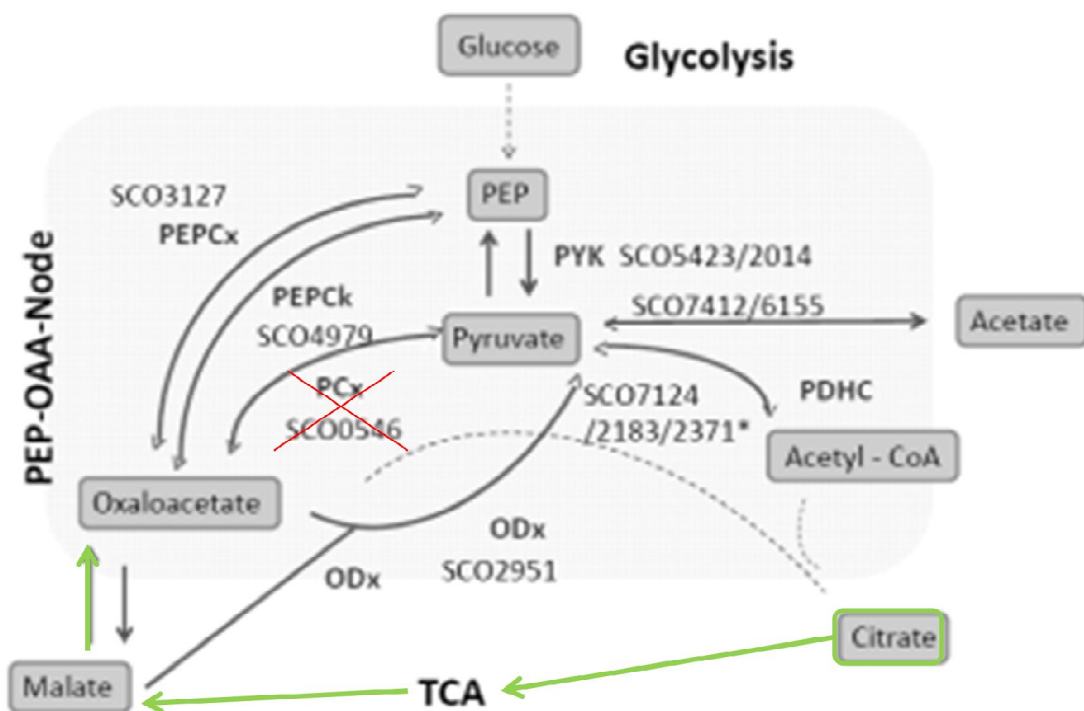 Glucose
Glycolysis
PEP-OAA-Node
SCO3127
PEPCx
PEP
PYK SCO5423/2014
PEPCk
SCO4979
SCO7412/6155
Pyruvate
Acetate
PCx
SCO0546
SCO7124
/2183/2371*
PDHC
Acetyl - CoA
Oxaloacetate
ODx
SCO2951
ODx
Citrate
Malate
TCA